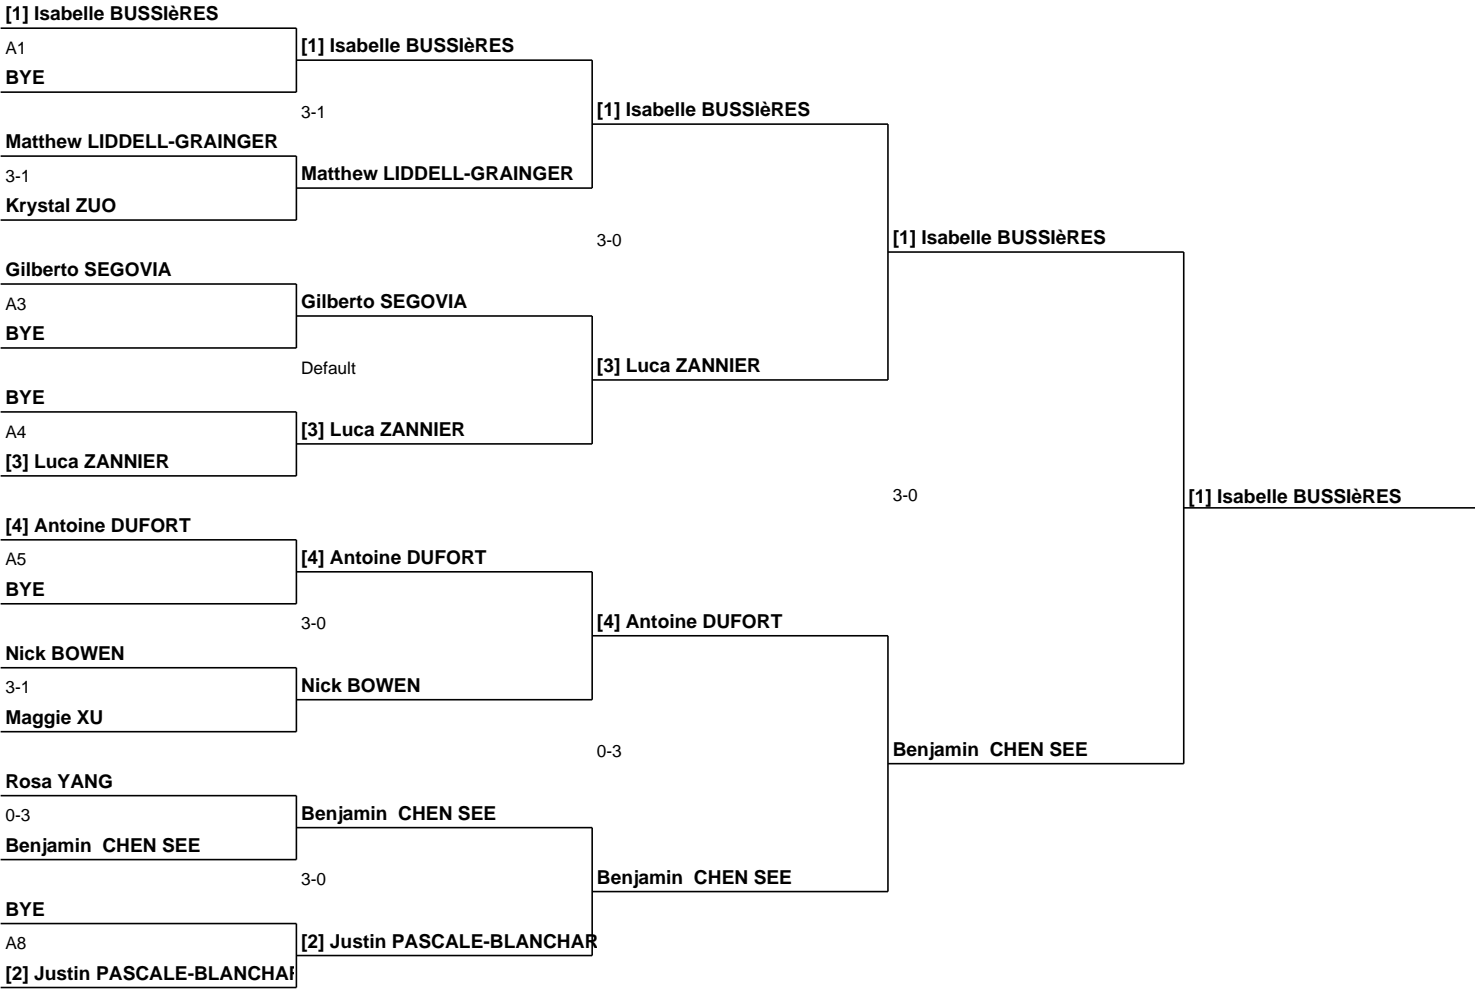 [1] Isabelle BUSSIèRES
A1
BYE
Matthew LIDDELL-GRAINGER
3-1
Krystal ZUO
Gilberto SEGOVIA
A3
BYE
BYE
A4
[3] Luca ZANNIER
[4] Antoine DUFORT
A5
BYE
Nick BOWEN
3-1
Maggie XU
Rosa YANG
0-3
Benjamin  CHEN SEE
BYE
A8
[2] Justin PASCALE-BLANCHAR
[1] Isabelle BUSSIèRES
3-1
Matthew LIDDELL-GRAINGER
Gilberto SEGOVIA
Default
[3] Luca ZANNIER
[4] Antoine DUFORT
3-0
Nick BOWEN
Benjamin  CHEN SEE
3-0
[2] Justin PASCALE-BLANCHAR
[1] Isabelle BUSSIèRES
3-0
[3] Luca ZANNIER
[4] Antoine DUFORT
0-3
Benjamin  CHEN SEE
[1] Isabelle BUSSIèRES
3-0
Benjamin  CHEN SEE
[1] Isabelle BUSSIèRES